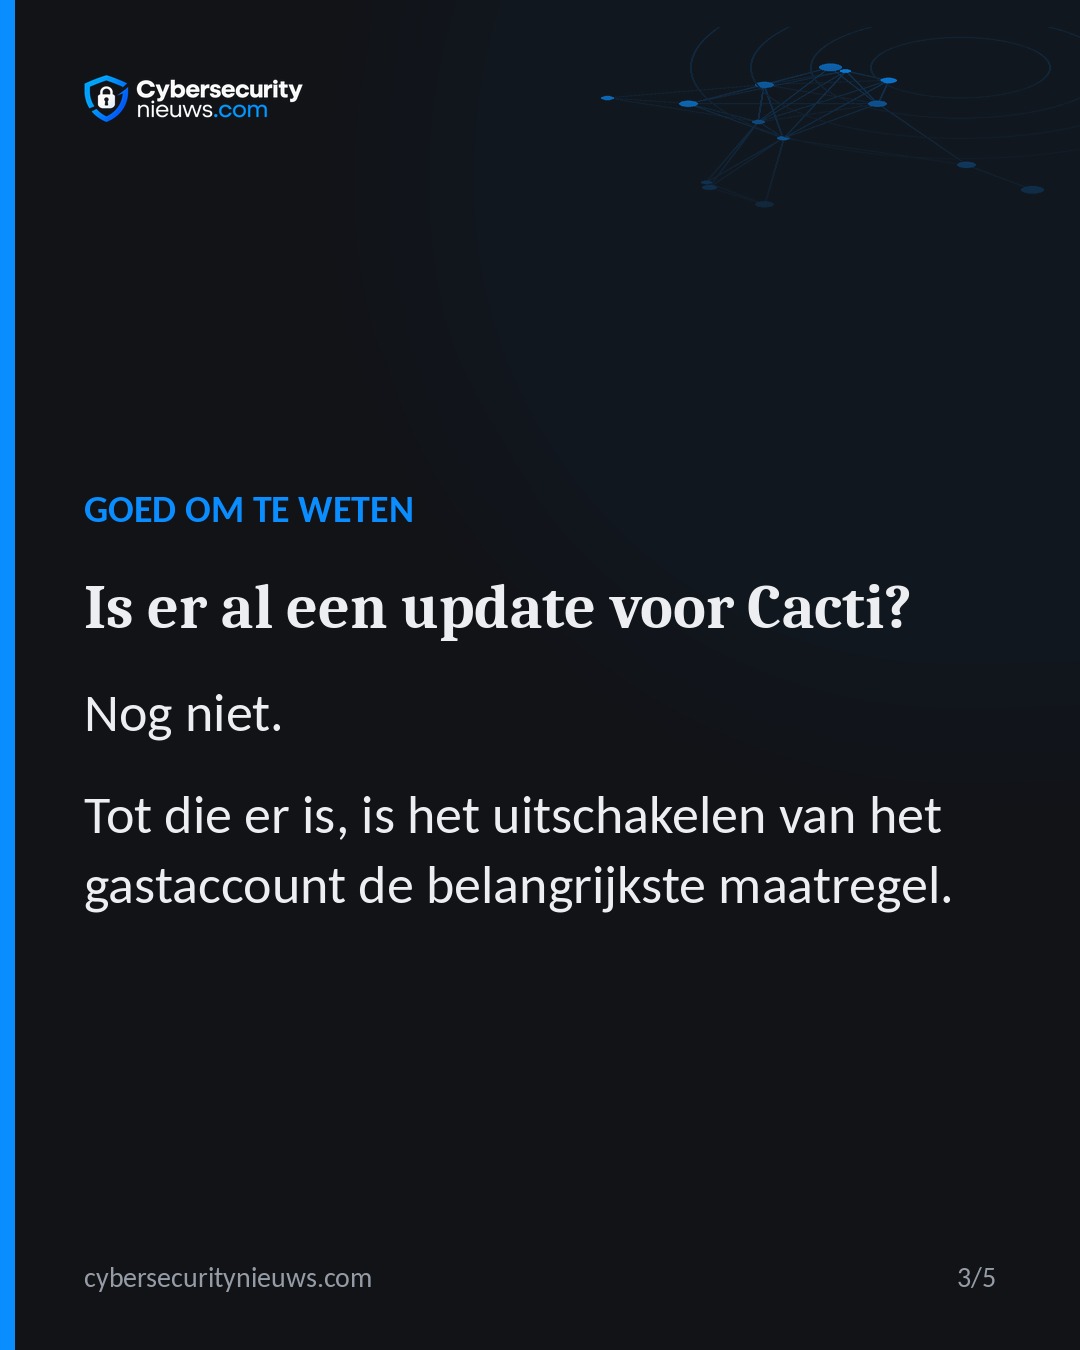 Cybersecurity
nieuws.com
GOED OM TE WETEN
Is er al een update voor Cacti?
Nog niet.
Tot die er is, is het uitschakelen van het
gastaccount de belangrijkste maatregel.
cybersecuritynieuws.com
3/5